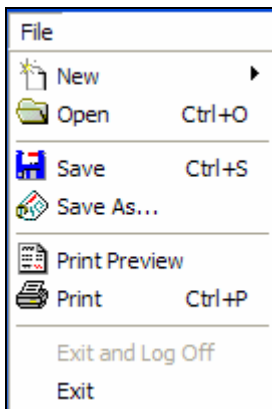 File
New
Open Ctrl+O
Save Ctrl+S
Save As...
Print Preview
Print Ctrl+P
Exit and Log Off
Exit